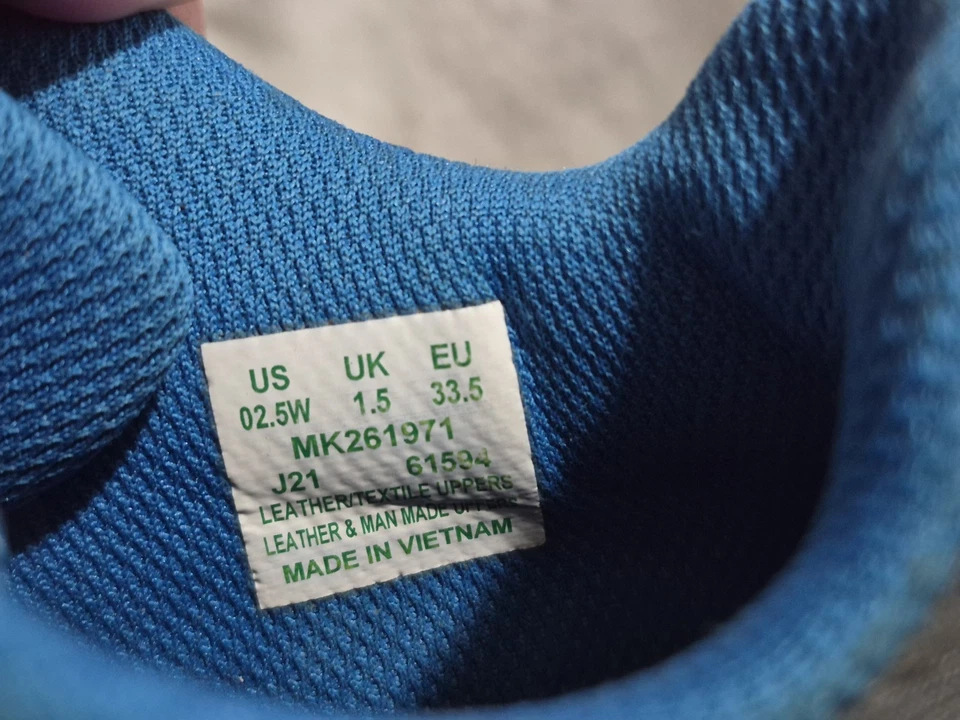 US UK EU
02.5W 1.5 33.5
MK261971
J21 61594
LEATHER/TEXTILE UPPERS
LEATHER & MAN MADE UPPERS
MADE IN VIETNAM